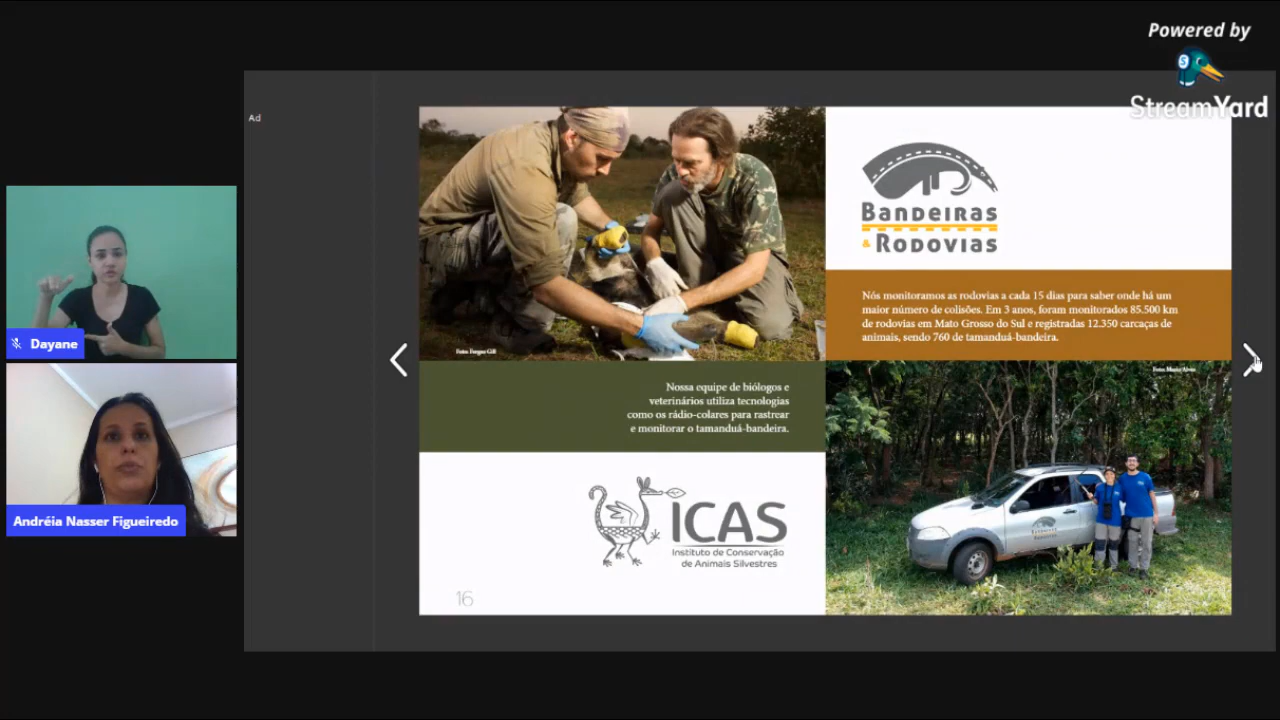 Powered by
StreamYard
Ad
Dayane
Andréia Nasser Figueiredo
Foto: Fergus Gill
Nossa equipe de biólogos e
veterinários utiliza tecnologias
como os rádio-colares para rastrear
e monitorar o tamanduá-bandeira.
ICAS
Instituto de Conservação
de Animais Silvestres
16
Bandeiras
& Rodovias
Nós monitoramos as rodovias a cada 15 dias para saber onde há um
maior número de colisões. Em 3 anos, foram monitorados 85.500 km
de rodovias em Mato Grosso do Sul e registradas 12.350 carcaças de
animais, sendo 760 de tamanduá-bandeira.